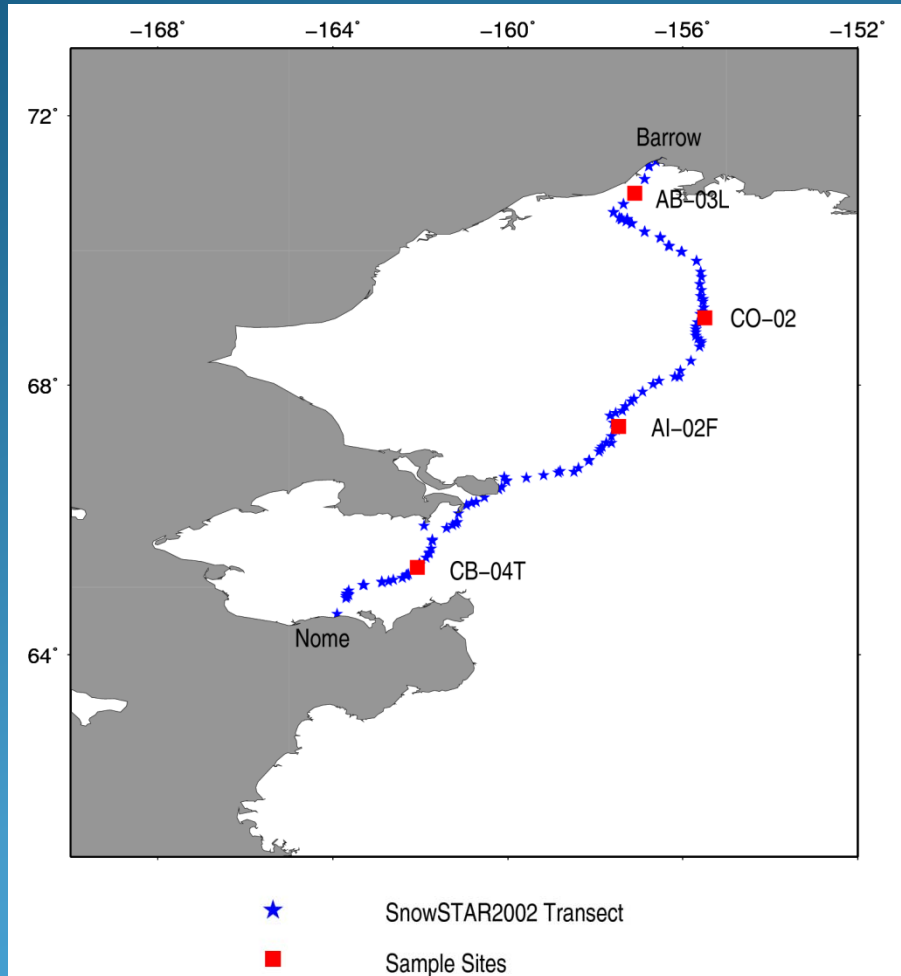 −168˚ −164˚ −160˚ −156˚ −152˚
72˚
Barrow
AB−03L
CO−02
68˚
AI−02F
CB−04T
Nome
64˚
SnowSTAR2002 Transect
Sample Sites